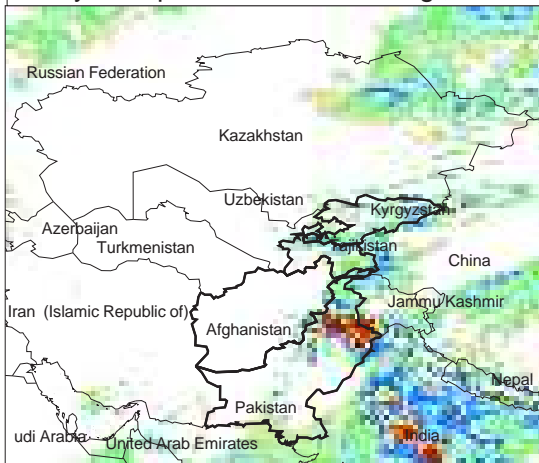 Russian Federation
Kazakhstan
Uzbekistan
Kyrgyzstan
Azerbaijan
Turkmenistan
Tajikistan
China
Iran (Islamic Republic of)
Jammu Kashmir
Afghanistan
Nepal
Pakistan
udi Arabia
United Arab Emirates
India